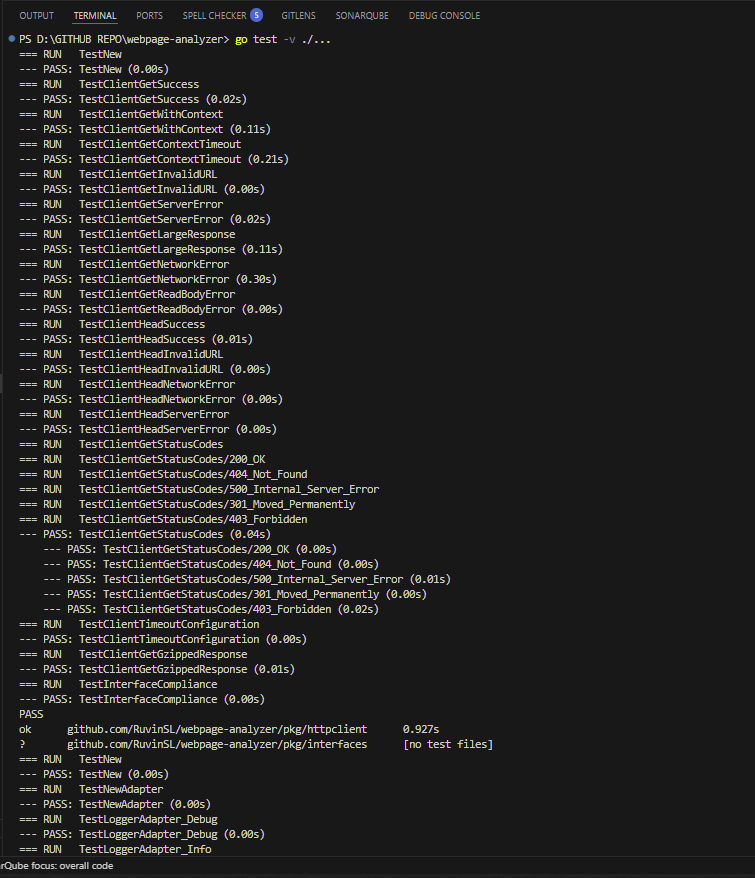 OUTPUT TERMINAL PORTS SPELL CHECKER 5 GITLENS SONARQUBE DEBUG CONSOLE
PS D:\GITHUB REPO\webpage-analyzer> go test -v ./...
=== RUN   TestNew
--- PASS: TestNew (0.00s)
=== RUN   TestClientGetSuccess
--- PASS: TestClientGetSuccess (0.02s)
=== RUN   TestClientGetWithContext
--- PASS: TestClientGetWithContext (0.11s)
=== RUN   TestClientGetContextTimeout
--- PASS: TestClientGetContextTimeout (0.21s)
=== RUN   TestClientGetInvalidURL
--- PASS: TestClientGetInvalidURL (0.00s)
=== RUN   TestClientGetServerError
--- PASS: TestClientGetServerError (0.02s)
=== RUN   TestClientGetLargeResponse
--- PASS: TestClientGetLargeResponse (0.11s)
=== RUN   TestClientGetNetworkError
--- PASS: TestClientGetNetworkError (0.30s)
=== RUN   TestClientGetReadBodyError
--- PASS: TestClientGetReadBodyError (0.00s)
=== RUN   TestClientHeadSuccess
--- PASS: TestClientHeadSuccess (0.01s)
=== RUN   TestClientHeadInvalidURL
--- PASS: TestClientHeadInvalidURL (0.00s)
=== RUN   TestClientHeadNetworkError
--- PASS: TestClientHeadNetworkError (0.00s)
=== RUN   TestClientHeadServerError
--- PASS: TestClientHeadServerError (0.00s)
=== RUN   TestClientGetStatusCodes
=== RUN   TestClientGetStatusCodes/200_OK
=== RUN   TestClientGetStatusCodes/404_Not_Found
=== RUN   TestClientGetStatusCodes/500_Internal_Server_Error
=== RUN   TestClientGetStatusCodes/301_Moved_Permanently
=== RUN   TestClientGetStatusCodes/403_Forbidden
--- PASS: TestClientGetStatusCodes (0.04s)
    --- PASS: TestClientGetStatusCodes/200_OK (0.00s)
    --- PASS: TestClientGetStatusCodes/404_Not_Found (0.00s)
    --- PASS: TestClientGetStatusCodes/500_Internal_Server_Error (0.01s)
    --- PASS: TestClientGetStatusCodes/301_Moved_Permanently (0.00s)
    --- PASS: TestClientGetStatusCodes/403_Forbidden (0.02s)
=== RUN   TestClientTimeoutConfiguration
--- PASS: TestClientTimeoutConfiguration (0.00s)
=== RUN   TestClientGetGzippedResponse
--- PASS: TestClientGetGzippedResponse (0.01s)
=== RUN   TestInterfaceCompliance
--- PASS: TestInterfaceCompliance (0.00s)
PASS
ok      github.com/RuvinSL/webpage-analyzer/pkg/httpclient      0.927s
?       github.com/RuvinSL/webpage-analyzer/pkg/interfaces      [no test files]
=== RUN   TestNew
--- PASS: TestNew (0.00s)
=== RUN   TestNewAdapter
--- PASS: TestNewAdapter (0.00s)
=== RUN   TestLoggerAdapter_Debug
--- PASS: TestLoggerAdapter_Debug (0.00s)
=== RUN   TestLoggerAdapter_Info
rQube focus: overall code